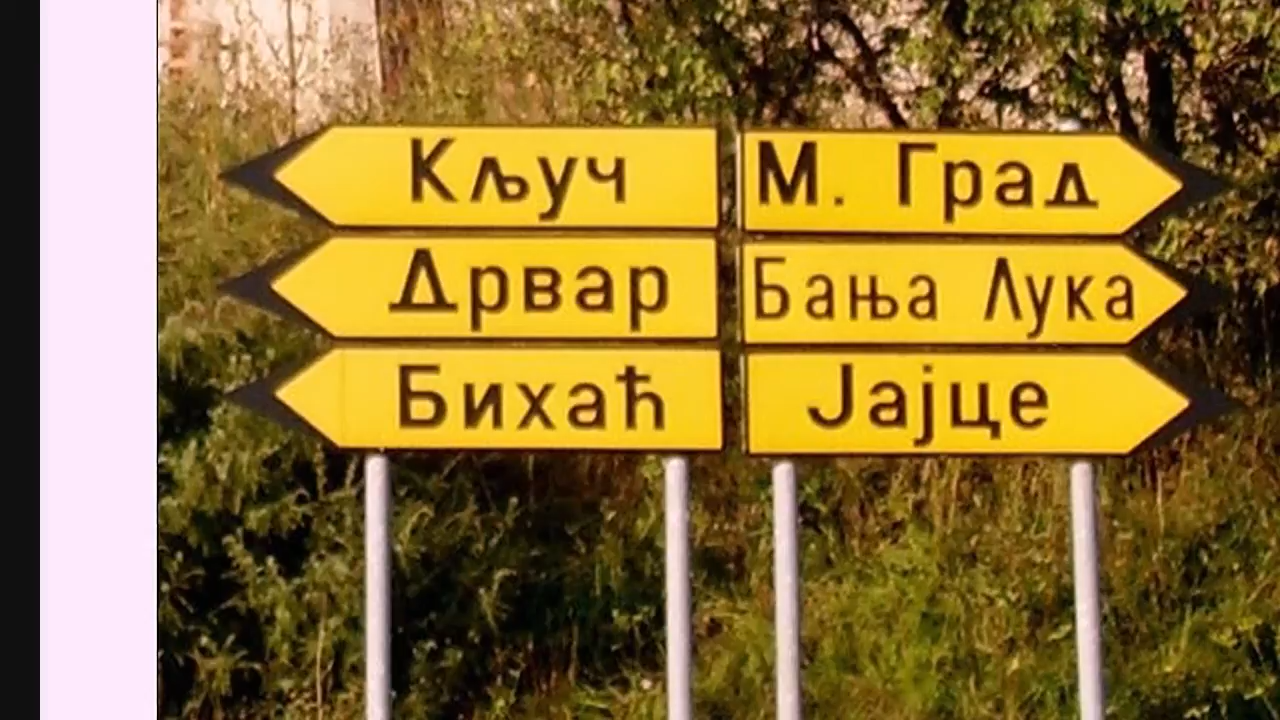 Кључ
Дрвар
Бихаћ
М. Град
Бања Лука
Јајце